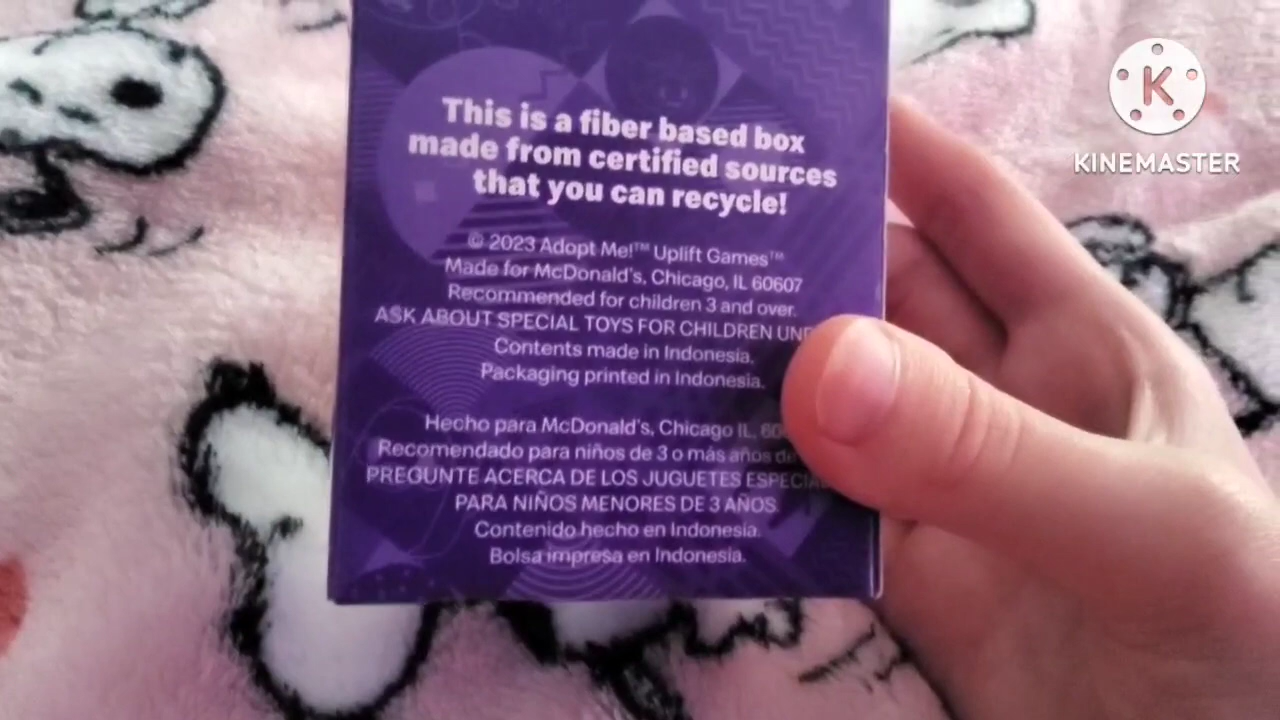 This is a fiber based box
made from certified sources
that you can recycle!
© 2023 Adopt Me!™ Uplift Games™
Made for McDonald's, Chicago, IL 60607
Recommended for children 3 and over.
ASK ABOUT SPECIAL TOYS FOR CHILDREN
Contents made in Indonesia.
Packaging printed in Indonesia.
Hecho para McDonald's, Chicago IL,
Recomendado para niños de 3 o más años
PREGUNTE ACERCA DE LOS JUGUETES
PARA NIÑOS MENORES DE 3 AÑOS.
Contenido hecho en Indonesia.
Bolsa impresa en Indonesia.
K
KINEMASTER